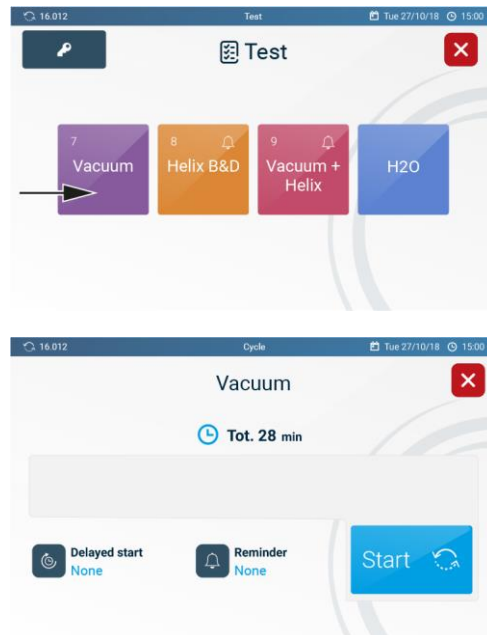 16.012 Test Tue 27/10/18 15:00
Test
7 8 9
Vacuum Helix B&D Vacuum + Helix H2O
16.012 Cycle Tue 27/10/18 15:00
Vacuum
Tot. 28 min
Delayed start
None
Reminder
None
Start